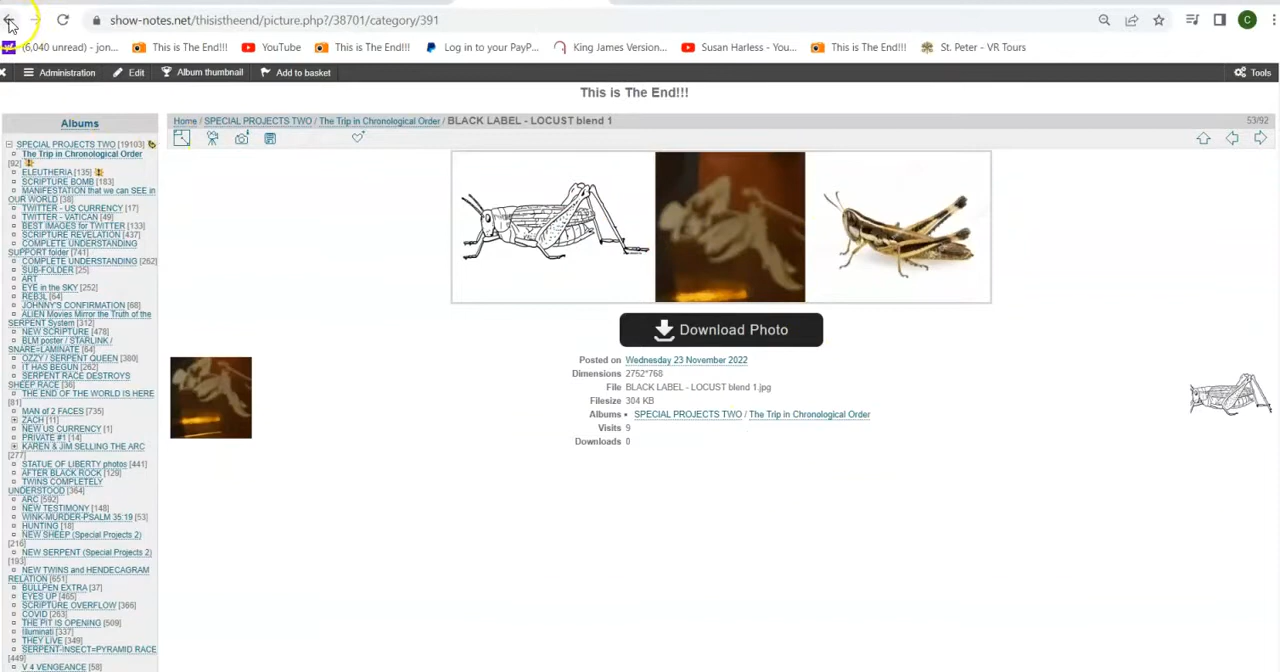 show-notes.net/thisistheend/picture.php?/38701/category/391
C
(6,040 unread) - jon... This is The End!!! YouTube This is The End!!! Log in to your PayP... King James Version... Susan Harless - You... This is The End!!! St. Peter - VR Tours
Administration Edit Album thumbnail Add to basket Tools
This is The End!!!
Albums
Home / SPECIAL PROJECTS TWO / The Trip in Chronological Order / BLACK LABEL - LOCUST blend 1 53/92
SPECIAL PROJECTS TWO [19103]
The Trip in Chronological Order
[92]
ELEUTHERIA [135]
SCRIPTURE BOMB [183]
MANIFESTATION that we can SEE in
OUR WORLD [38]
TWITTER - US CURRENCY [17]
TWITTER - VATICAN [49]
BEST IMAGES for TWITTER [133]
SCRIPTURE REVELATION [437]
COMPLETE UNDERSTANDING
SUPPORT folder [741]
COMPLETE UNDERSTANDING [262]
SUB-FOLDER [25]
ART
EYE in the SKY [252]
REB3L [64]
JOHNNY'S CONFIRMATION [68]
ALIEN Movies Mirror the Truth of the
SERPENT System [312]
NEW SCRIPTURE [478]
BLM poster / STARLINK /
SNARE=LAMINATE [64]
OZZY / SERPENT QUEEN [380]
IT HAS BEGUN [262]
SERPENT RACE DESTROYS
SHEEP RACE [36]
THE END OF THE WORLD IS HERE
[81]
MAN of 2 FACES [735]
ZACH [11]
NEW US CURRENCY [1]
PRIVATE #1 [14]
KAREN & JIM SELLING THE ARC
[277]
STATUE OF LIBERTY photos [441]
AFTER BLACK ROCK [129]
TWINS COMPLETELY
UNDERSTOOD [364]
ARC [592]
NEW TESTIMONY [148]
WINK-MURDER-PSALM 35:19 [53]
HUNTING [18]
NEW SHEEP (Special Projects 2)
[216]
NEW SERPENT (Special Projects 2)
[193]
NEW TWINS and HENDECAGRAM
RELATION [651]
BULLPEN EXTRA [37]
EYES UP [465]
SCRIPTURE OVERFLOW [366]
COVID [263]
THE PIT IS OPENING [509]
Illuminati [337]
THEY LIVE [349]
SERPENT-INSECT=PYRAMID RACE
[449]
V 4 VENGEANCE [58]
Download Photo
Posted on Wednesday 23 November 2022
Dimensions 2752*768
File BLACK LABEL - LOCUST blend 1.jpg
Filesize 304 KB
Albums • SPECIAL PROJECTS TWO / The Trip in Chronological Order
Visits 9
Downloads 0